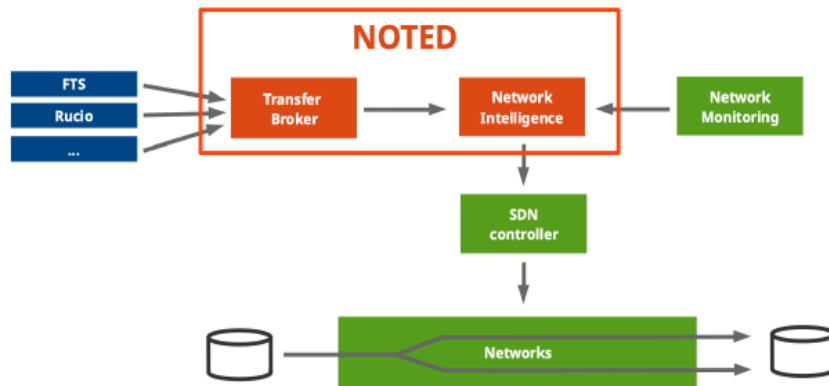 NOTED
FTS
Rucio
...
Transfer
Broker
Network
Intelligence
Network
Monitoring
SDN
controller
Networks